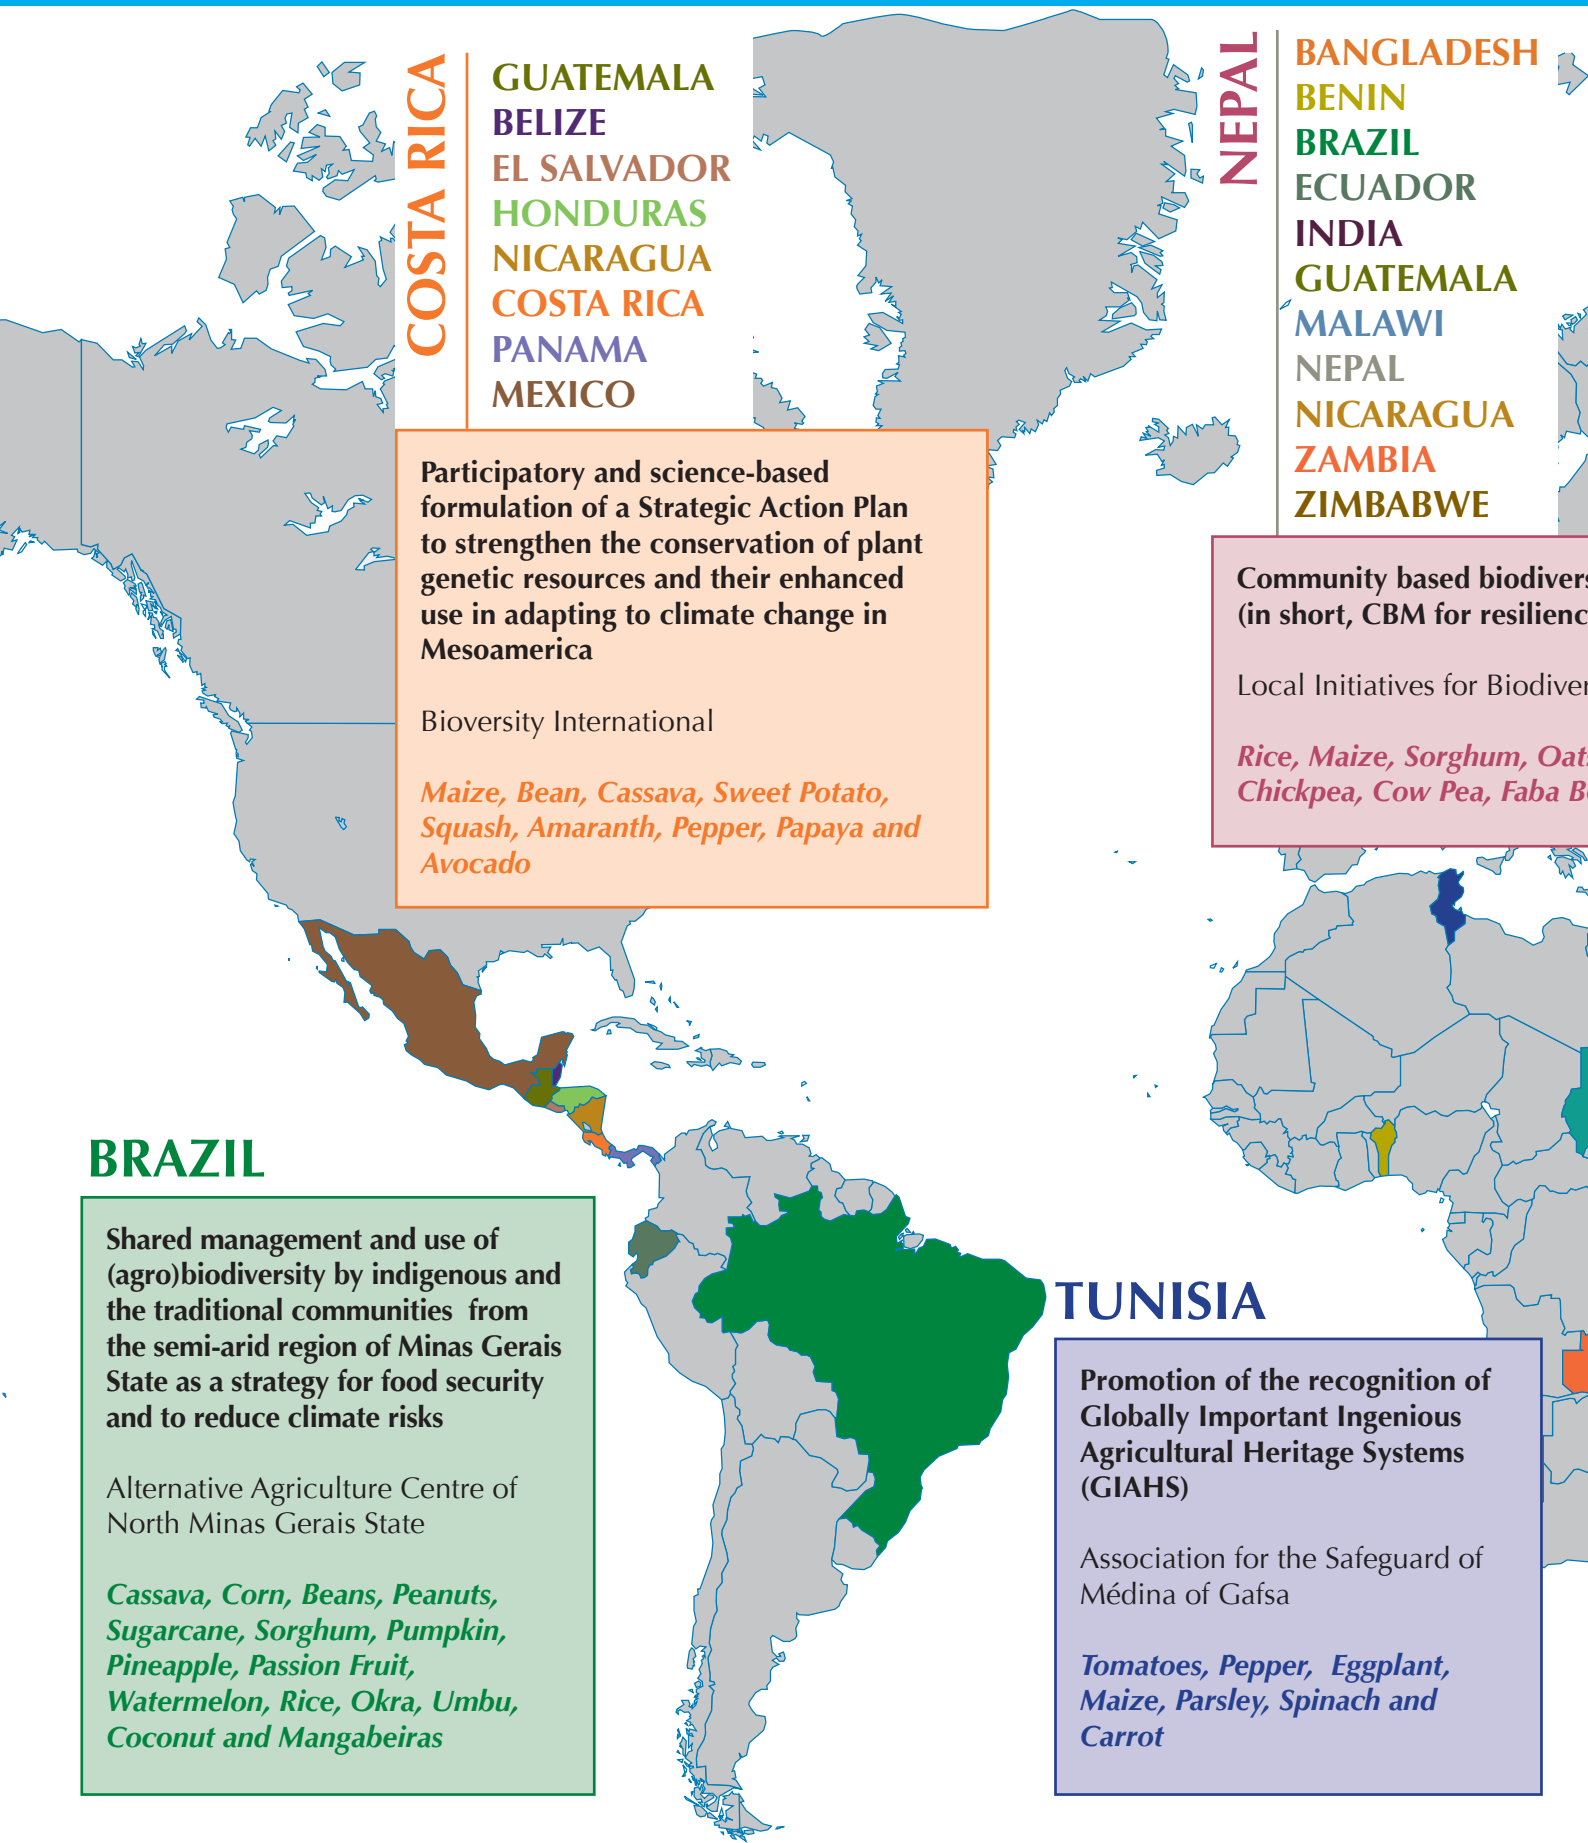 COSTA RICA
GUATEMALA
BELIZE
EL SALVADOR
HONDURAS
NICARAGUA
COSTA RICA
PANAMA
MEXICO
Participatory and science-based
formulation of a Strategic Action Plan
to strengthen the conservation of plant
genetic resources and their enhanced
use in adapting to climate change in
Mesoamerica
Bioversity International
Maize, Bean, Cassava, Sweet Potato,
Squash, Amaranth, Pepper, Papaya and
Avocado
NEPAL
BANGLADESH
BENIN
BRAZIL
ECUADOR
INDIA
GUATEMALA
MALAWI
NEPAL
NICARAGUA
ZAMBIA
ZIMBABWE
Community based
(in short, CBM for
Local Initiatives for
Rice, Maize, Sorghum,
Chickpea, Cow Pea, Faba
BRAZIL
Shared management and use of
(agro)biodiversity by indigenous and
the traditional communities from
the semi-arid region of Minas Gerais
State as a strategy for food security
and to reduce climate risks
Alternative Agriculture Centre of
North Minas Gerais State
Cassava, Corn, Beans, Peanuts,
Sugarcane, Sorghum, Pumpkin,
Pineapple, Passion Fruit,
Watermelon, Rice, Okra, Umbu,
Coconut and Mangabeiras
TUNISIA
Promotion of the recognition of
Globally Important Ingenious
Agricultural Heritage Systems
(GIAHS)
Association for the Safeguard of
Médina of Gafsa
Tomatoes, Pepper, Eggplant,
Maize, Parsley, Spinach and
Carrot